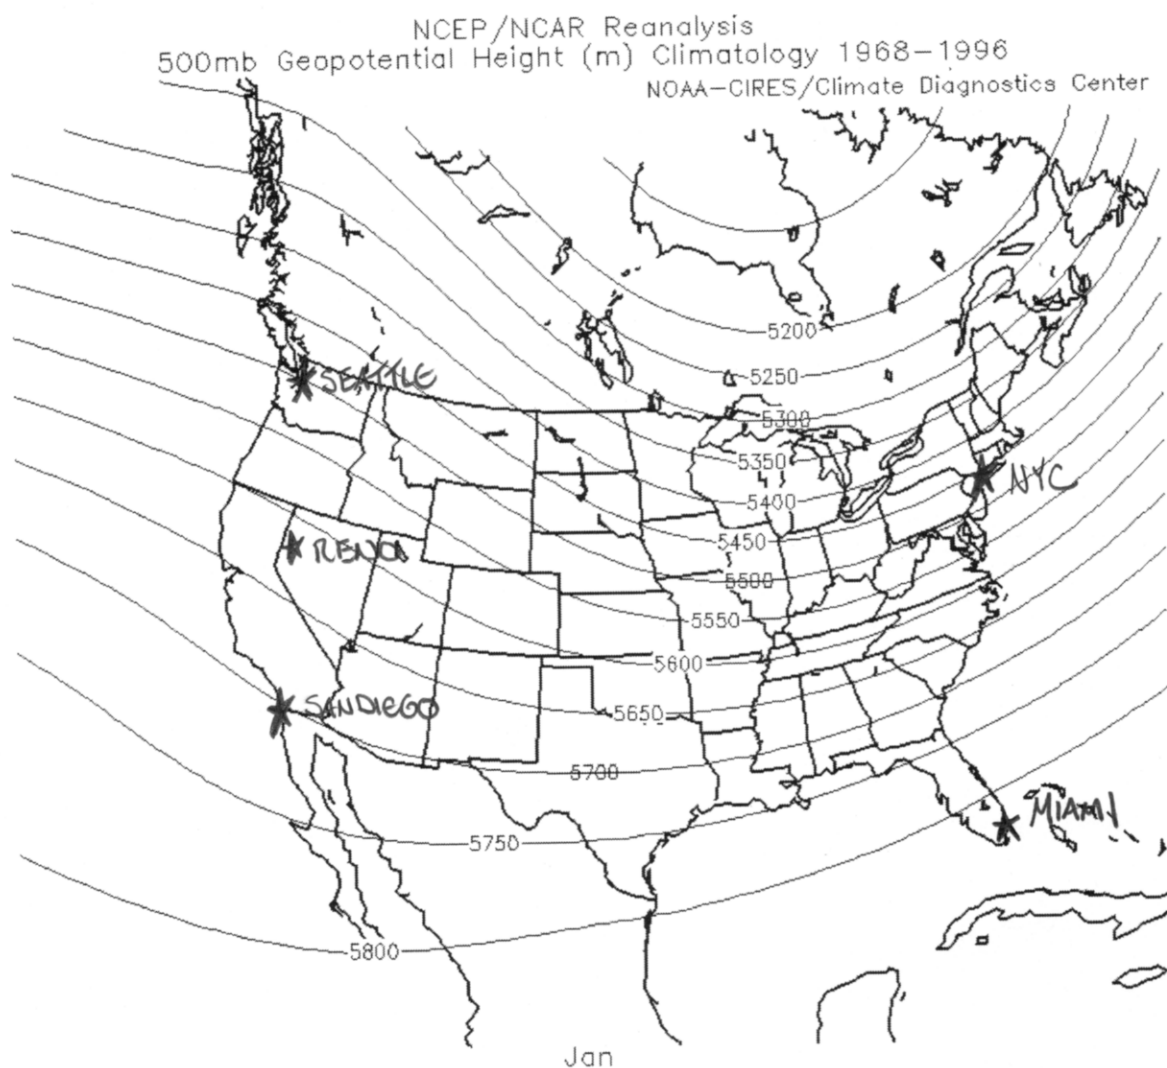 NCEP/NCAR Reanalysis
500mb Geopotential Height (m) Climatology 1968-1996
NOAA-CIRES/Climate Diagnostics Center
5200
5250
5300
SEATTLE
5350
5400
NYC
5450
RENO
5500
5550
5600
SAN DIEGO
5650
5700
MIAMI
5750
5800
Jan